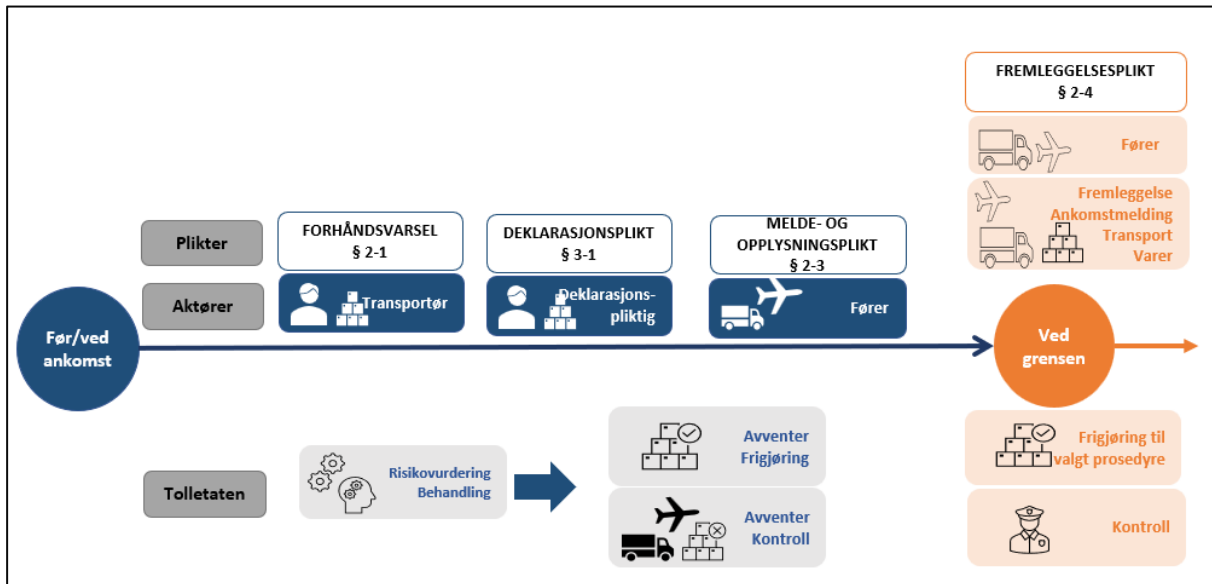 FREMLEGGELSESPLIKT
§ 2-4
Fører
Fremleggelse
Ankomstmelding
Transport
Varer
Plikter
FORHÅNDSVARSEL
§ 2-1
DEKLARASJONSPLIKT
§ 3-1
MELDE- OG
OPPLYSNINGSPLIKT
§ 2-3
Aktører
Transportør
Deklarasjons-
pliktig
Fører
Før/ved
ankomst
Ved
grensen
Tolletaten
Risikovurdering
Behandling
Avventer
Frigjøring
Avventer
Kontroll
Frigjøring til
valgt prosedyre
Kontroll